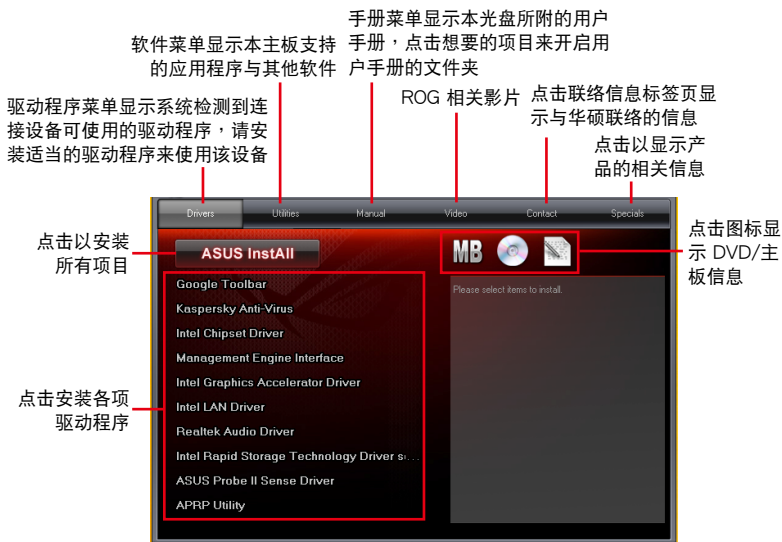 手册菜单显示本光盘所附的用户
手册，点击想要的项目来开启用
户手册的文件夹
软件菜单显示本主板支持
的应用程序与其他软件
ROG 相关影片
点击联络信息标签页显
示与华硕联络的信息
驱动程序菜单显示系统检测到连
接设备可使用的驱动程序，请安
装适当的驱动程序来使用该设备
点击以显示产
品的相关信息
Drivers
Utilities
Manual
Video
Contact
Specials
点击以安装
所有项目
ASUS InstAll
MB
点击图标显
示 DVD/主
板信息
Google Toolbar
Kaspersky Anti-Virus
Intel Chipset Driver
Management Engine Interface
Intel Graphics Accelerator Driver
Intel LAN Driver
Realtek Audio Driver
Intel Rapid Storage Technology Driver s...
ASUS Probe II Sense Driver
APRP Utility
Please select items to install.
点击安装各项
驱动程序